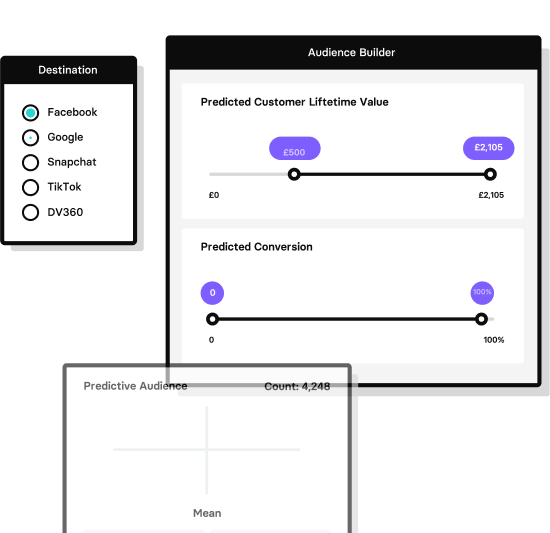 Destination
Facebook
Google
Snapchat
TikTok
DV360
Audience Builder
Predicted Customer Liftetime Value
£500
£2,105
£0
£2,105
Predicted Conversion
0
100%
0
100%
Predictive Audience
Count: 4,248
Mean